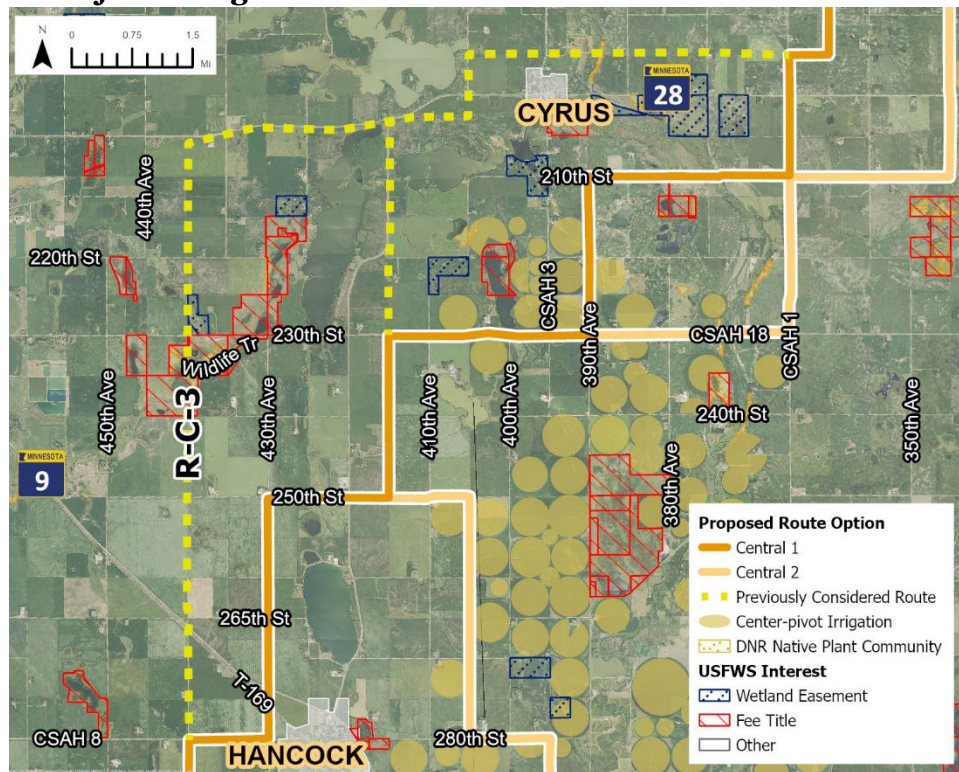 N
0 0.75 1.5
Mi
MINNESOTA
28
CYRUS
440th Ave
210th St
220th St
CSAH 3
390th Ave
CSAH 18
CSAH 1
230th St
Wildlife Tr
450th Ave
R-C-3
430th Ave
410th Ave
400th Ave
240th St
350th Ave
MINNESOTA
9
250th St
380th Ave
265th St
T-169
CSAH 8
HANCOCK
280th St
Proposed Route Option
Central 1
Central 2
Previously Considered Route
Center-pivot Irrigation
DNR Native Plant Community
USFWS Interest
Wetland Easement
Fee Title
Other